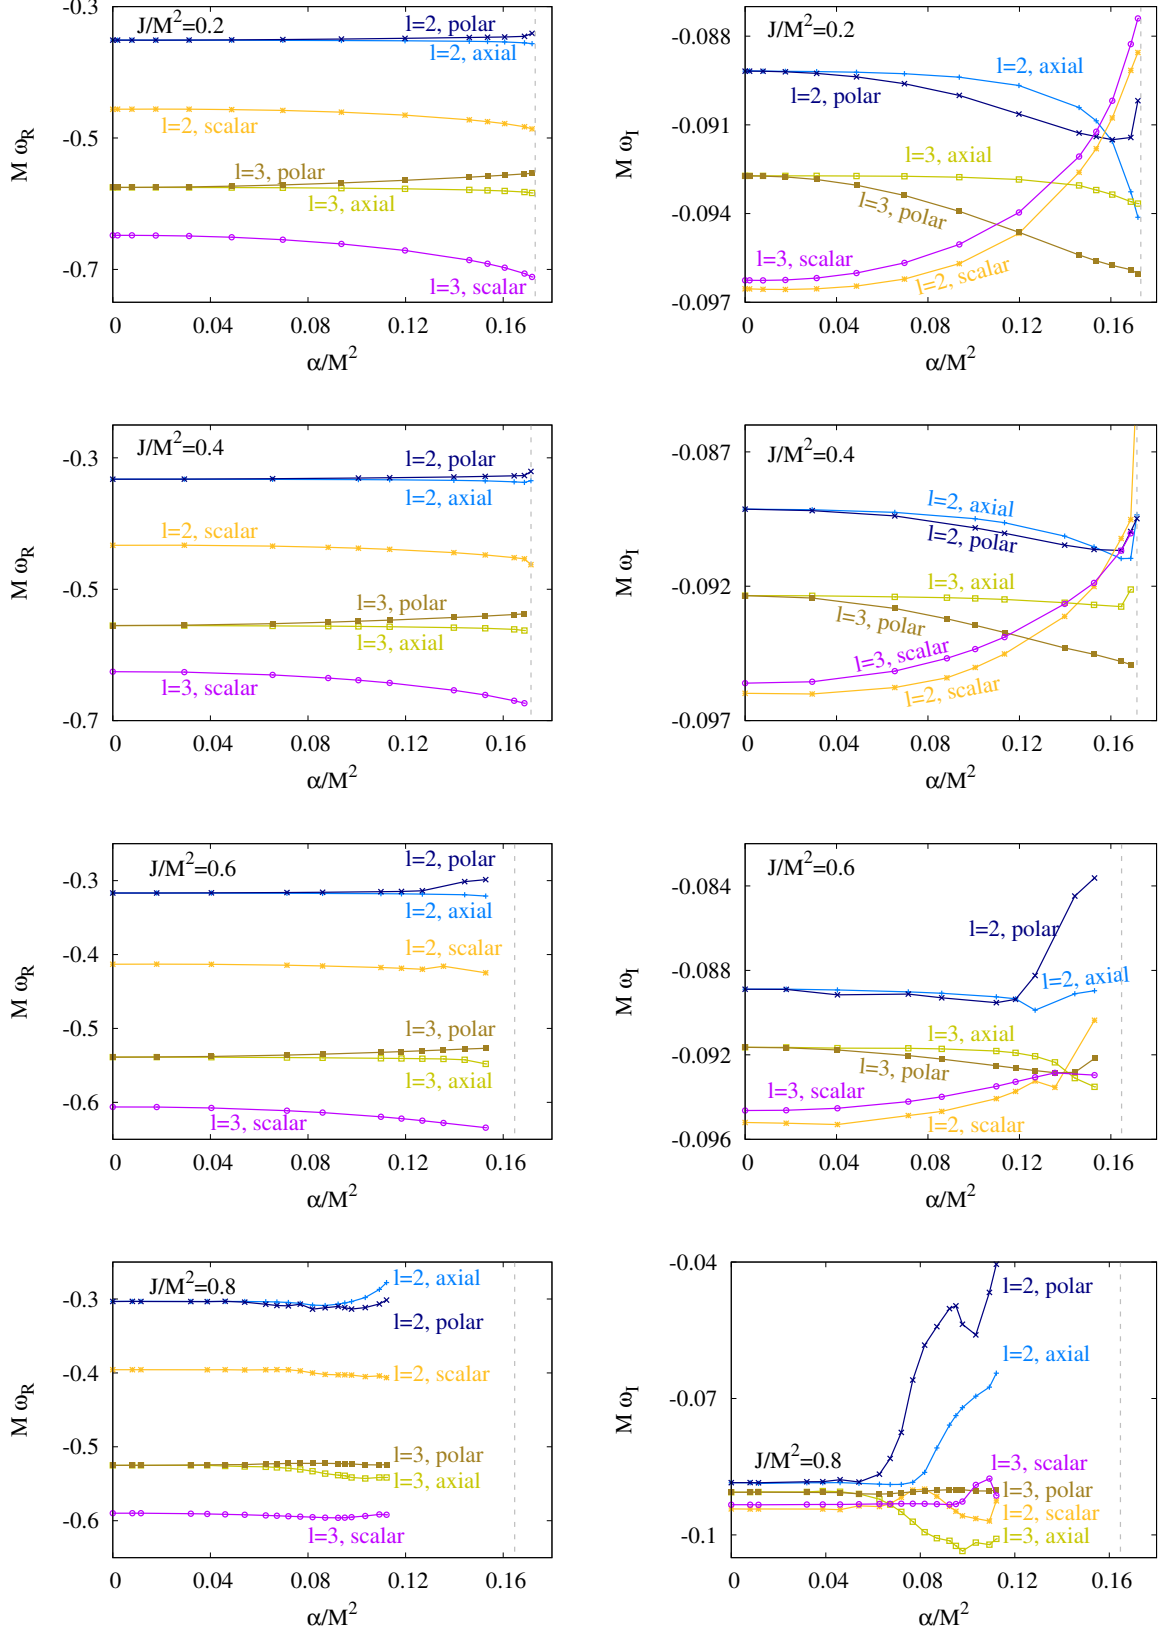 J/M²=0.2
l=2, polar
l=2, axial
l=2, scalar
l=3, polar
l=3, axial
l=3, scalar
-0.3
-0.5
-0.7
M ω_R
0 0.04 0.08 0.12 0.16
α/M²
J/M²=0.2
l=2, axial
l=2, polar
l=3, axial
l=3, polar
l=3, scalar
l=2, scalar
-0.088
-0.091
-0.094
-0.097
M ω_I
0 0.04 0.08 0.12 0.16
α/M²
J/M²=0.4
l=2, polar
l=2, axial
l=2, scalar
l=3, polar
l=3, axial
l=3, scalar
-0.3
-0.5
-0.7
M ω_R
0 0.04 0.08 0.12 0.16
α/M²
J/M²=0.4
l=2, axial
l=2, polar
l=3, axial
l=3, polar
l=3, scalar
l=2, scalar
-0.087
-0.092
-0.097
M ω_I
0 0.04 0.08 0.12 0.16
α/M²
J/M²=0.6
l=2, polar
l=2, axial
l=2, scalar
l=3, polar
l=3, axial
l=3, scalar
-0.3
-0.4
-0.5
-0.6
M ω_R
0 0.04 0.08 0.12 0.16
α/M²
J/M²=0.6
l=2, polar
l=2, axial
l=3, axial
l=3, polar
l=3, scalar
l=2, scalar
-0.084
-0.088
-0.092
-0.096
M ω_I
0 0.04 0.08 0.12 0.16
α/M²
J/M²=0.8
l=2, axial
l=2, polar
l=2, scalar
l=3, polar
l=3, axial
l=3, scalar
-0.3
-0.4
-0.5
-0.6
M ω_R
0 0.04 0.08 0.12 0.16
α/M²
l=2, polar
l=2, axial
J/M²=0.8
l=3, scalar
l=3, polar
l=2, scalar
l=3, axial
-0.04
-0.07
-0.1
M ω_I
0 0.04 0.08 0.12 0.16
α/M²